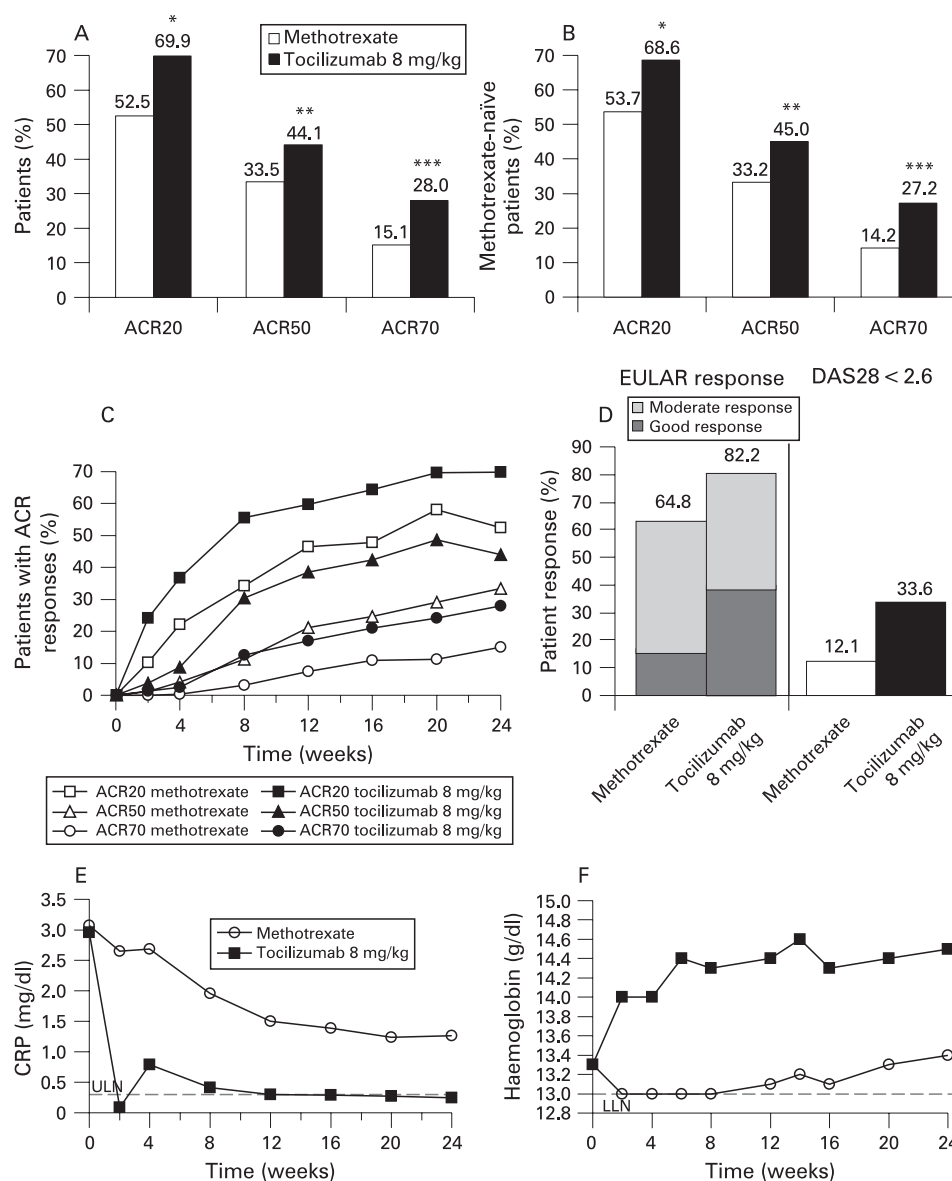 A
Patients (%)
70
60
50
40
30
20
10
0
52.5
*
69.9
33.5
**
44.1
15.1
***
28.0
ACR20 ACR50 ACR70
Methotrexate
Tocilizumab 8 mg/kg
B
Methotrexate-naïve
patients (%)
70
60
50
40
30
20
10
0
53.7
*
68.6
33.2
**
45.0
14.2
***
27.2
ACR20 ACR50 ACR70
C
Patients with ACR
responses (%)
70
60
50
40
30
20
10
0
0 4 8 12 16 20 24
Time (weeks)
ACR20 methotrexate ACR20 tocilizumab 8 mg/kg
ACR50 methotrexate ACR50 tocilizumab 8 mg/kg
ACR70 methotrexate ACR70 tocilizumab 8 mg/kg
EULAR response DAS28 < 2.6
D
Moderate response
Good response
Patient response (%)
90
80
70
60
50
40
30
20
10
0
64.8
82.2
12.1
33.6
Methotrexate
Tocilizumab
8 mg/kg
Methotrexate
Tocilizumab
8 mg/kg
E
CRP (mg/dl)
3.5
3.0
2.5
2.0
1.5
1.0
0.5
0
ULN
Methotrexate
Tocilizumab 8 mg/kg
0 4 8 12 16 20 24
Time (weeks)
F
Haemoglobin (g/dl)
15.0
14.8
14.6
14.4
14.2
14.0
13.8
13.6
13.4
13.2
13.0
12.8
LLN
0 4 8 12 16 20 24
Time (weeks)